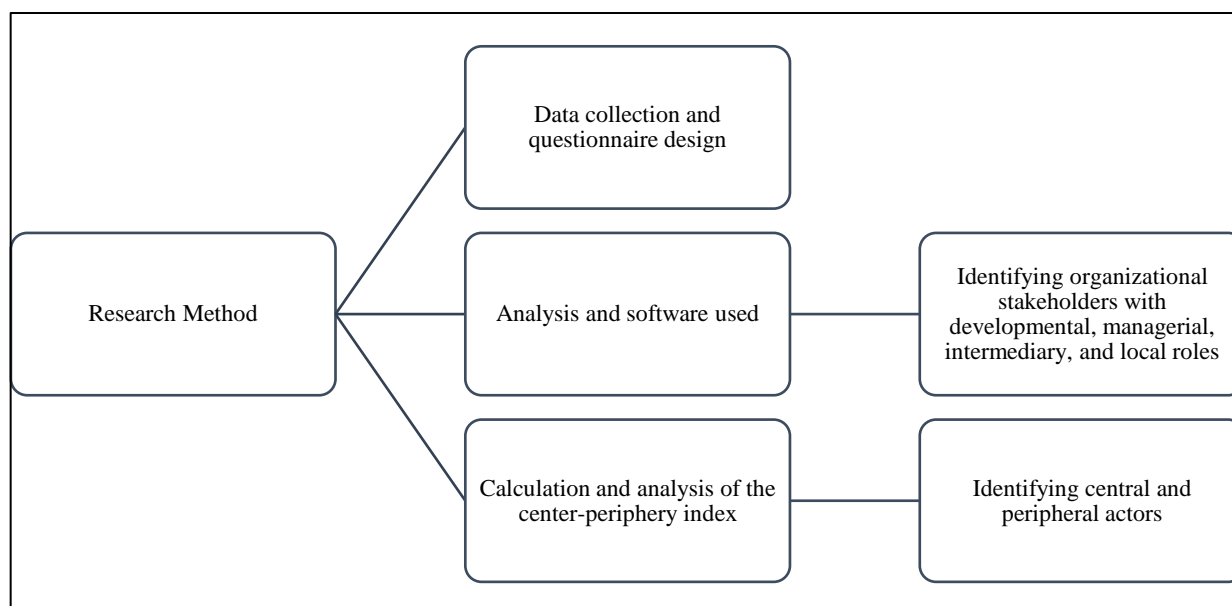 Data collection and
questionnaire design
Research Method
Analysis and software used
Identifying organizational
stakeholders with
developmental, managerial,
intermediary, and local roles
Calculation and analysis of the
center-periphery index
Identifying central and
peripheral actors